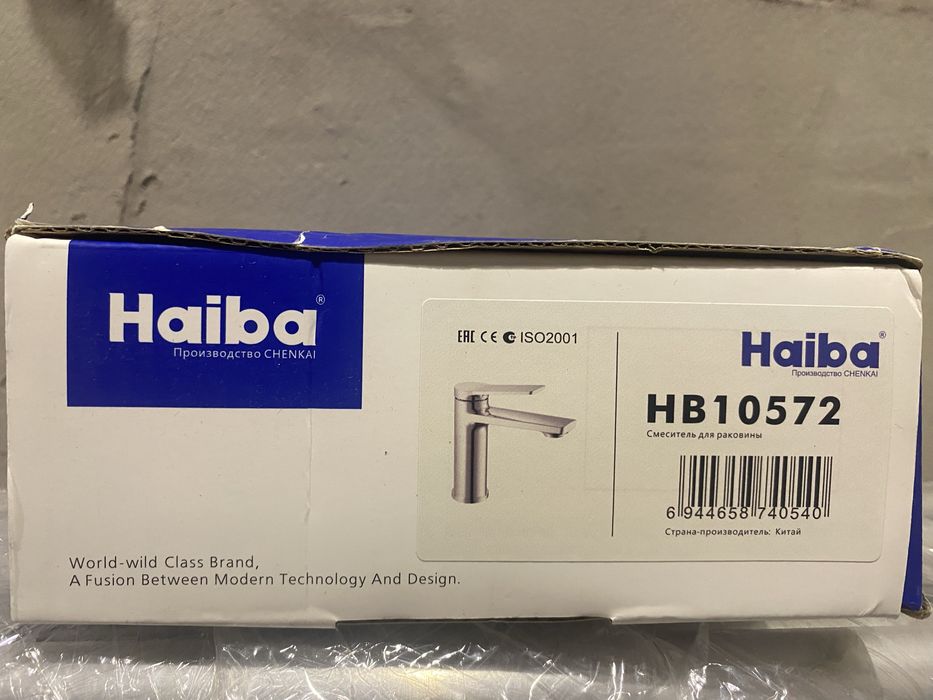 Haiba®
Производство CHENKAI
World-wild Class Brand,
A Fusion Between Modern Technology And Design.
EAC CE ISO2001
Haiba®
Производство CHENKAI
HB10572
Смеситель для раковины
6 944658 740540
Страна-производитель: Китай